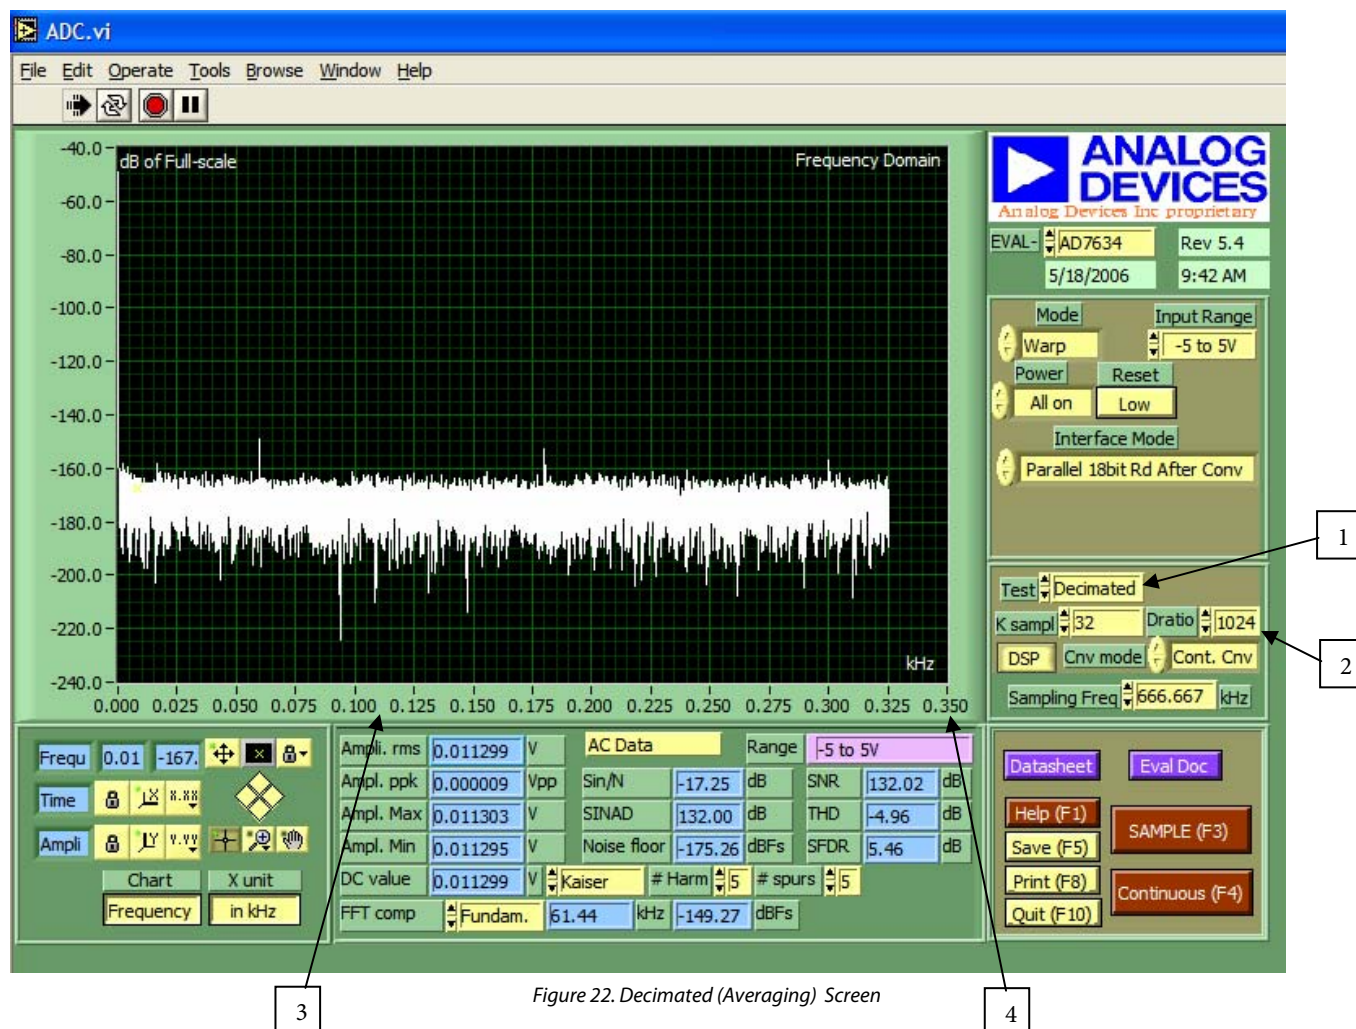 ADC.vi
File Edit Operate Tools Browse Window Help
dB of Full-scale
Frequency Domain
-40.0
-60.0
-80.0
-100.0
-120.0
-140.0
-160.0
-180.0
-200.0
-220.0
-240.0
kHz
0.000 0.025 0.050 0.075 0.100 0.125 0.150 0.175 0.200 0.225 0.250 0.275 0.300 0.325 0.350
ANALOG
DEVICES
Analog Devices Inc proprietary
EVAL- AD7634 Rev 5.4
5/18/2006 9:42 AM
Mode Input Range
Warp -5 to 5V
Power Reset
All on Low
Interface Mode
Parallel 18bit Rd After Conv
1
Test Decimated
K sampl 32 Dratio 1024
2
DSP Cnv mode Cont. Cnv
Sampling Freq 666.667 kHz
Frequ 0.01 -167.
Time X.XX
Ampli Y.YY
Chart X unit
Frequency in kHz
Ampli. rms 0.011299 V AC Data Range -5 to 5V
Ampl. ppk 0.000009 Vpp Sin/N -17.25 dB SNR 132.02 dB
Ampl. Max 0.011303 V SINAD 132.00 dB THD -4.96 dB
Ampl. Min 0.011295 V Noise floor -175.26 dBFs SFDR 5.46 dB
DC value 0.011299 V Kaiser # Harm 5 # spurs 5
FFT comp Fundam. 61.44 kHz -149.27 dBFs
Datasheet Eval Doc
Help (F1)
SAMPLE (F3)
Save (F5)
Print (F8)
Continuous (F4)
Quit (F10)
3
Figure 22. Decimated (Averaging) Screen
4